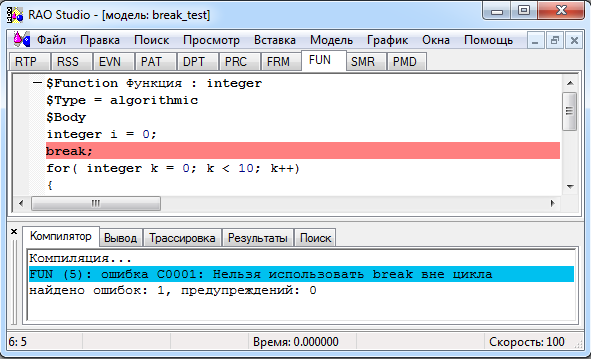 RAO Studio - [модель: break_test]
Файл Правка Поиск Просмотр Вставка Модель График Окна Помощь
RTP RSS EVN PAT DPT PRC FRM FUN SMR PMD
$Function Функция : integer
$Type = algorithmic
$Body
integer i = 0;
break;
for( integer k = 0; k < 10; k++)
{
Компилятор Вывод Трассировка Результаты Поиск
Компиляция...
FUN (5): ошибка C0001: Нельзя использовать break вне цикла
найдено ошибок: 1, предупреждений: 0
6: 5 Время: 0.000000 Скорость: 100